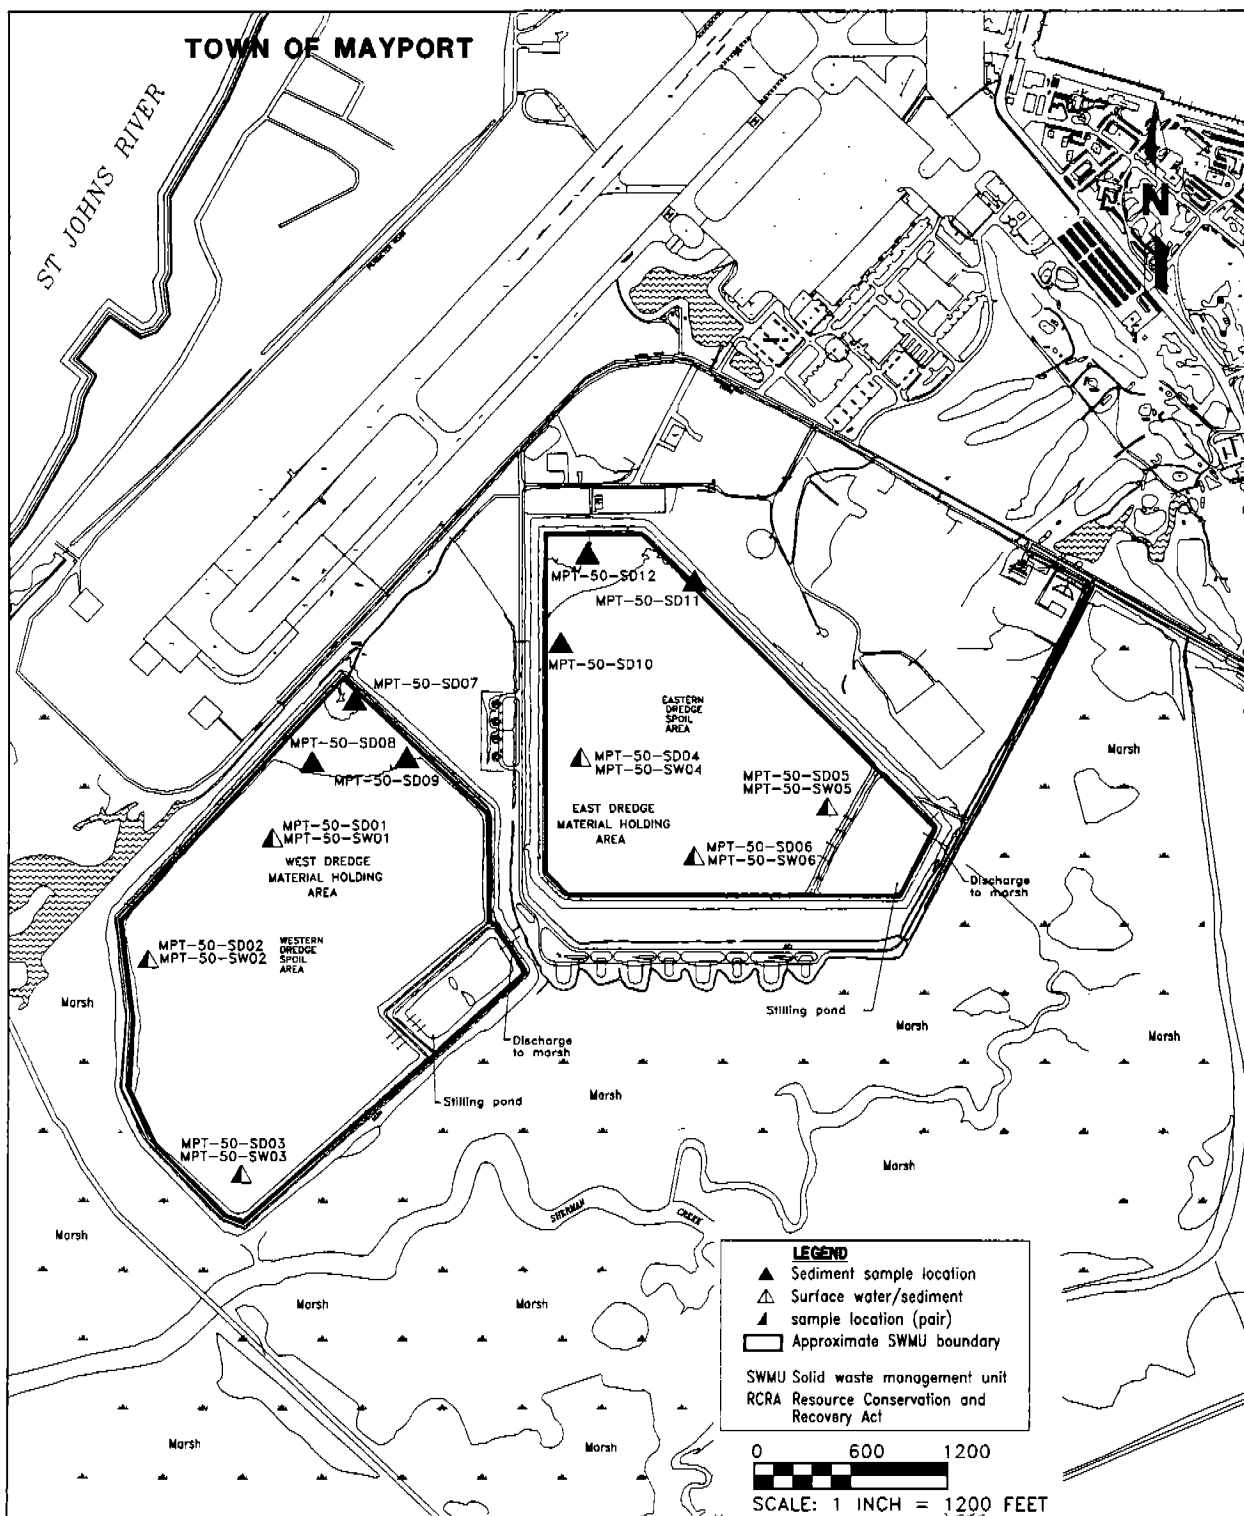 TOWN OF MAYPORT
ST JOHNS RIVER
N
MPT-50-SD12
MPT-50-SD11
MPT-50-SD10
MPT-50-SD07
EASTERN
DREDGE
SPOIL
AREA
MPT-50-SD08
MPT-50-SD09
MPT-50-SD04
MPT-50-SW04
MPT-50-SD05
MPT-50-SW05
Marsh
EAST DREDGE
MATERIAL HOLDING
AREA
MPT-50-SD01
MPT-50-SW01
WEST DREDGE
MATERIAL HOLDING
AREA
MPT-50-SD06
MPT-50-SW06
Discharge
to marsh
MPT-50-SD02
MPT-50-SW02
WESTERN
DREDGE
SPOIL
AREA
Marsh
Stilling pond
Marsh
Marsh
Discharge
to marsh
Stilling pond
Marsh
MPT-50-SD03
MPT-50-SW03
Marsh
SHERMAN
CREEK
Marsh
Marsh
Marsh
Marsh
Marsh
LEGEND
Sediment sample location
Surface water/sediment
sample location (pair)
Approximate SWMU boundary
SWMU Solid waste management unit
RCRA Resource Conservation and
Recovery Act
0 600 1200
SCALE: 1 INCH = 1200 FEET